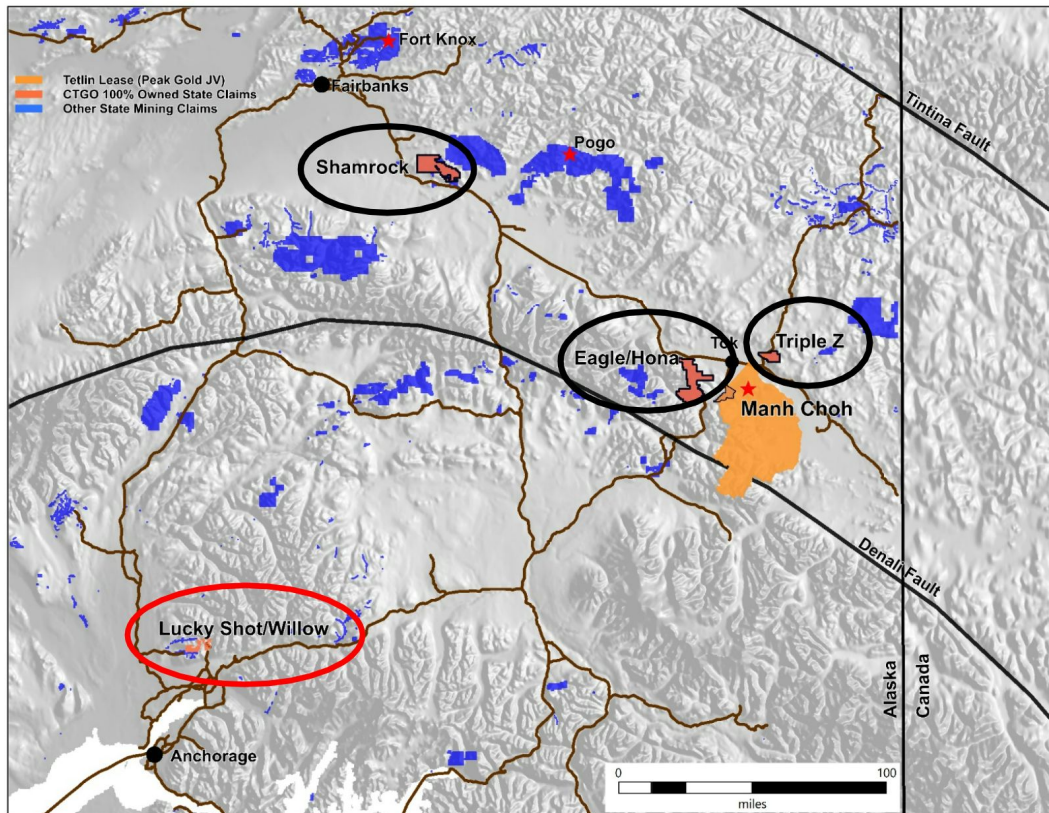 Fort Knox
Tetlin Lease (Peak Gold JV)
CTGO 100% Owned State Claims
Other State Mining Claims
Fairbanks
Tintina Fault
Pogo
Shamrock
Tok
Triple Z
Eagle/Hona
Manh Choh
Denali Fault
Lucky Shot/Willow
Alaska
Canada
Anchorage
0 100
miles